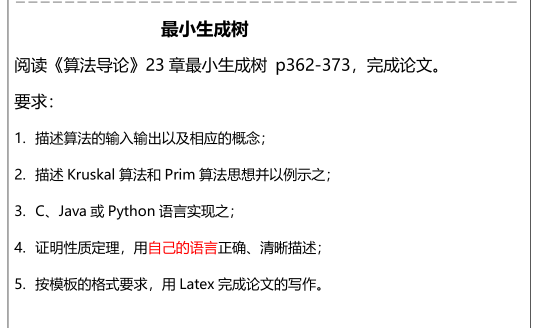 最小生成树
阅读《算法导论》23 章最小生成树 p362-373，完成论文。
要求：
1. 描述算法的输入输出以及相应的概念；
2. 描述 Kruskal 算法和 Prim 算法思想并以例示之；
3. C、Java 或 Python 语言实现之；
4. 证明性质定理，用自己的语言正确、清晰描述；
5. 按模板的格式要求，用 Latex 完成论文的写作。